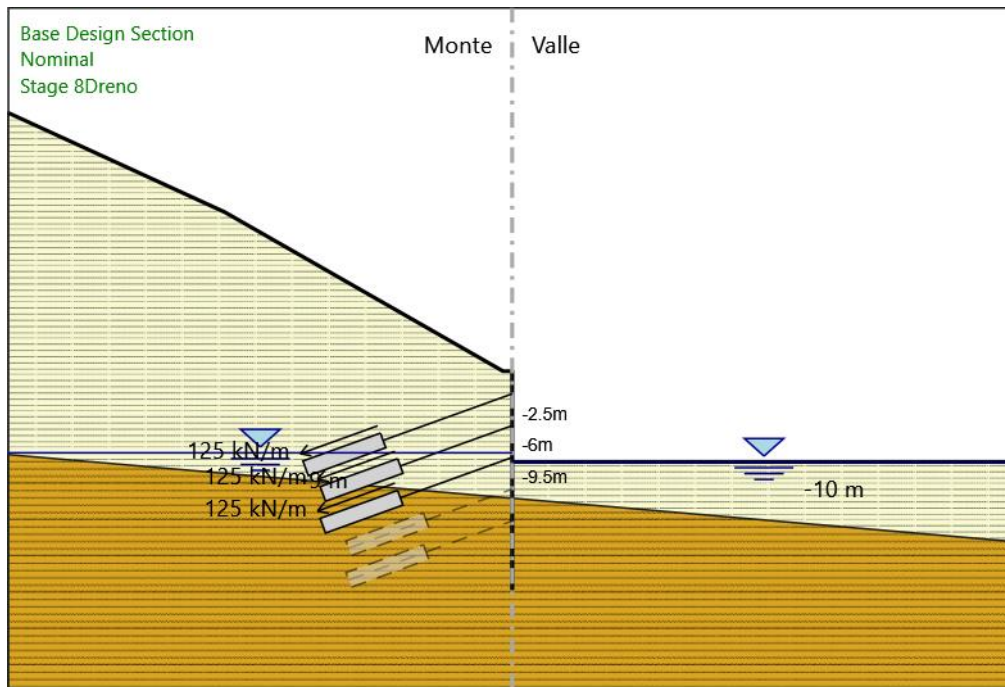 Base Design Section
Nominal
Stage 8Dreno
Monte
Valle
-2.5m
125 kN/m
-6m
125 kN/m
-9 m
-9.5m
-10 m
125 kN/m